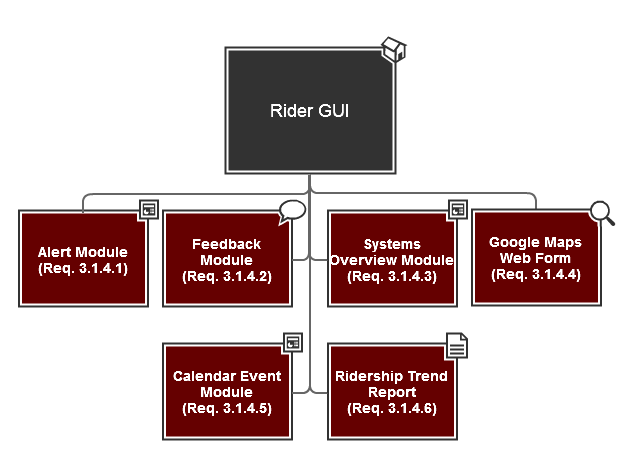 Rider GUI
Alert Module
(Req. 3.1.4.1)
Feedback
Module
(Req. 3.1.4.2)
Systems
Overview Module
(Req. 3.1.4.3)
Google Maps
Web Form
(Req. 3.1.4.4)
Calendar Event
Module
(Req. 3.1.4.5)
Ridership Trend
Report
(Req. 3.1.4.6)